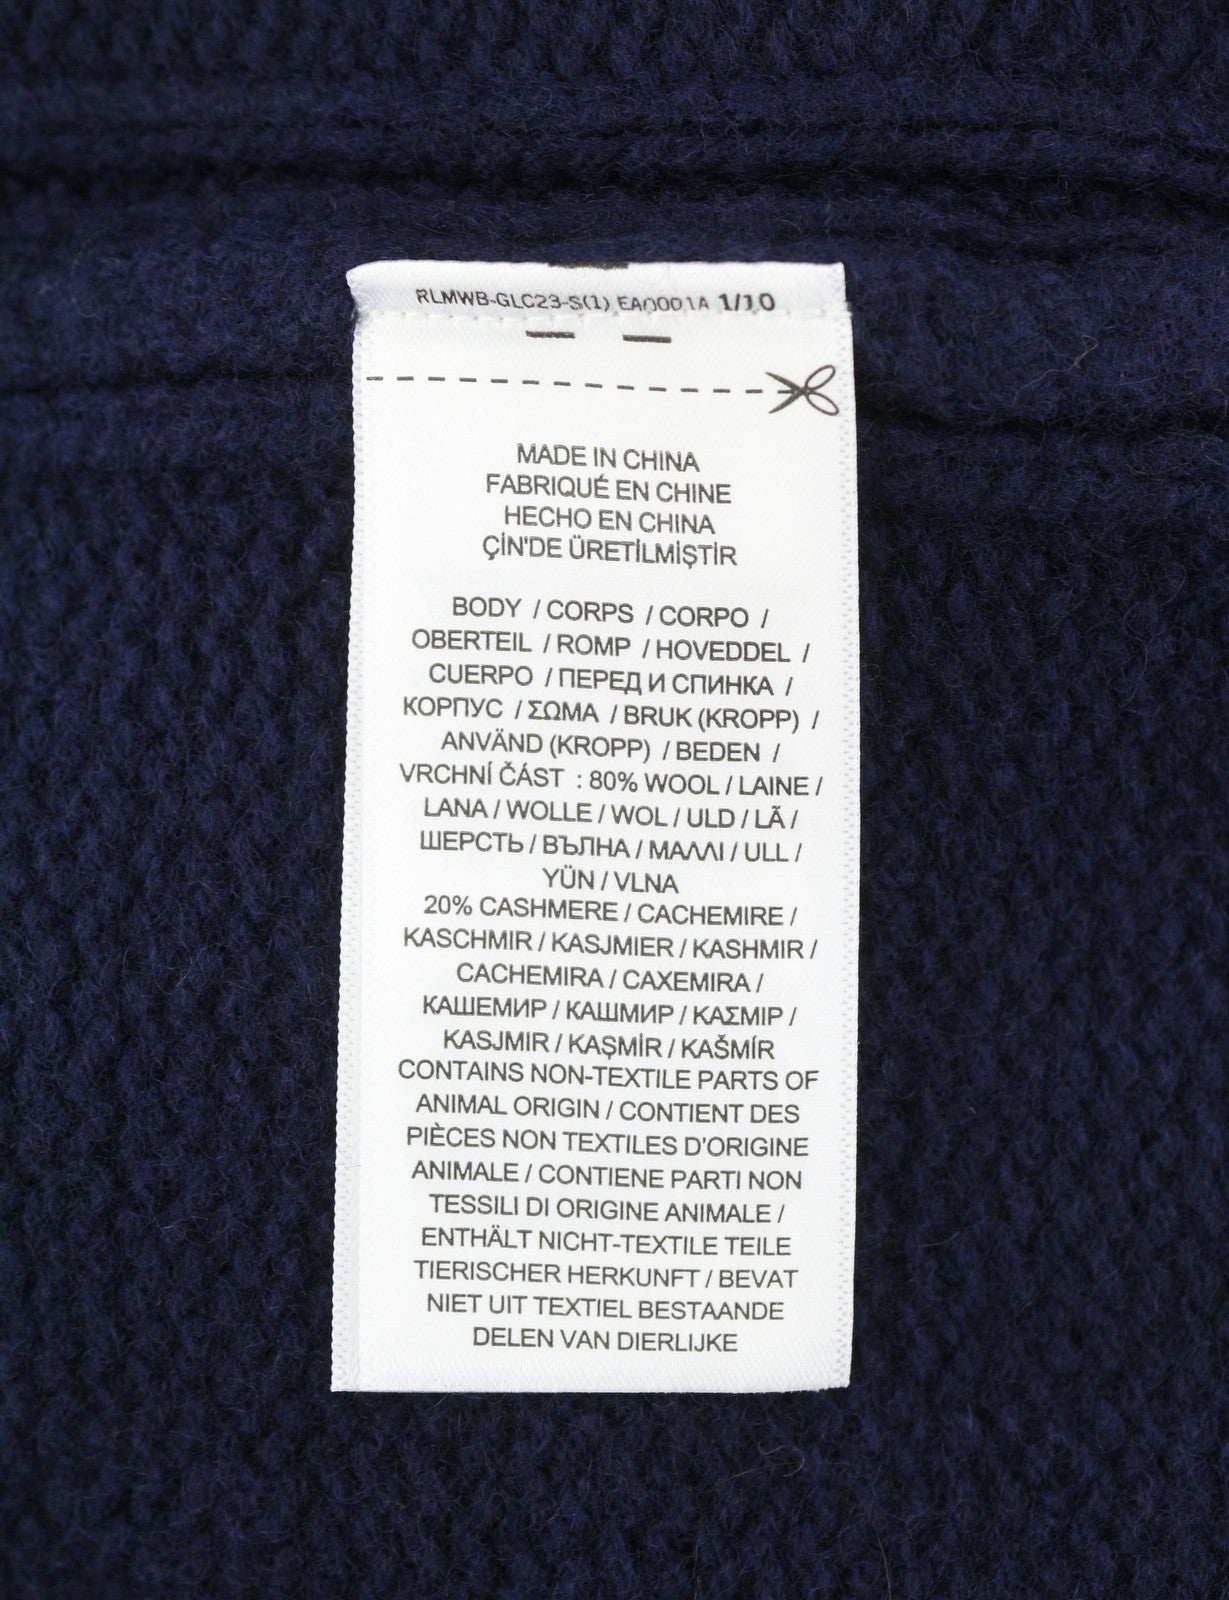 RLMWB-GLC23-S(1) EA0001A 1/10
MADE IN CHINA
FABRIQUÉ EN CHINE
HECHO EN CHINA
ÇİN'DE ÜRETİLMİŞTİR
BODY / CORPS / CORPO /
OBERTEIL / ROMP / HOVEDDEL /
CUERPO / ПЕРЕД И СПИНКА /
КОРПУС / ΣΩΜΑ / BRUK (KROPP) /
ANVÄND (KROPP) / BEDEN /
VRCHNÍ ČÁST : 80% WOOL / LAINE /
LANA / WOLLE / WOL / ULD / LÃ /
ШЕРСТЬ / ВЪЛНА / ΜΑΛΛΙ / ULL /
YÜN / VLNA
20% CASHMERE / CACHEMIRE /
KASCHMIR / KASJMIER / KASHMIR /
CACHEMIRA / CAXEMIRA /
КАШЕМИР / КАШМИР / ΚΑΣΜΙΡ /
KASJMIR / KAŞMİR / KAŠMÍR
CONTAINS NON-TEXTILE PARTS OF
ANIMAL ORIGIN / CONTIENT DES
PIÈCES NON TEXTILES D'ORIGINE
ANIMALE / CONTIENE PARTI NON
TESSILI DI ORIGINE ANIMALE /
ENTHÄLT NICHT-TEXTILE TEILE
TIERISCHER HERKUNFT / BEVAT
NIET UIT TEXTIEL BESTAANDE
DELEN VAN DIERLIJKE